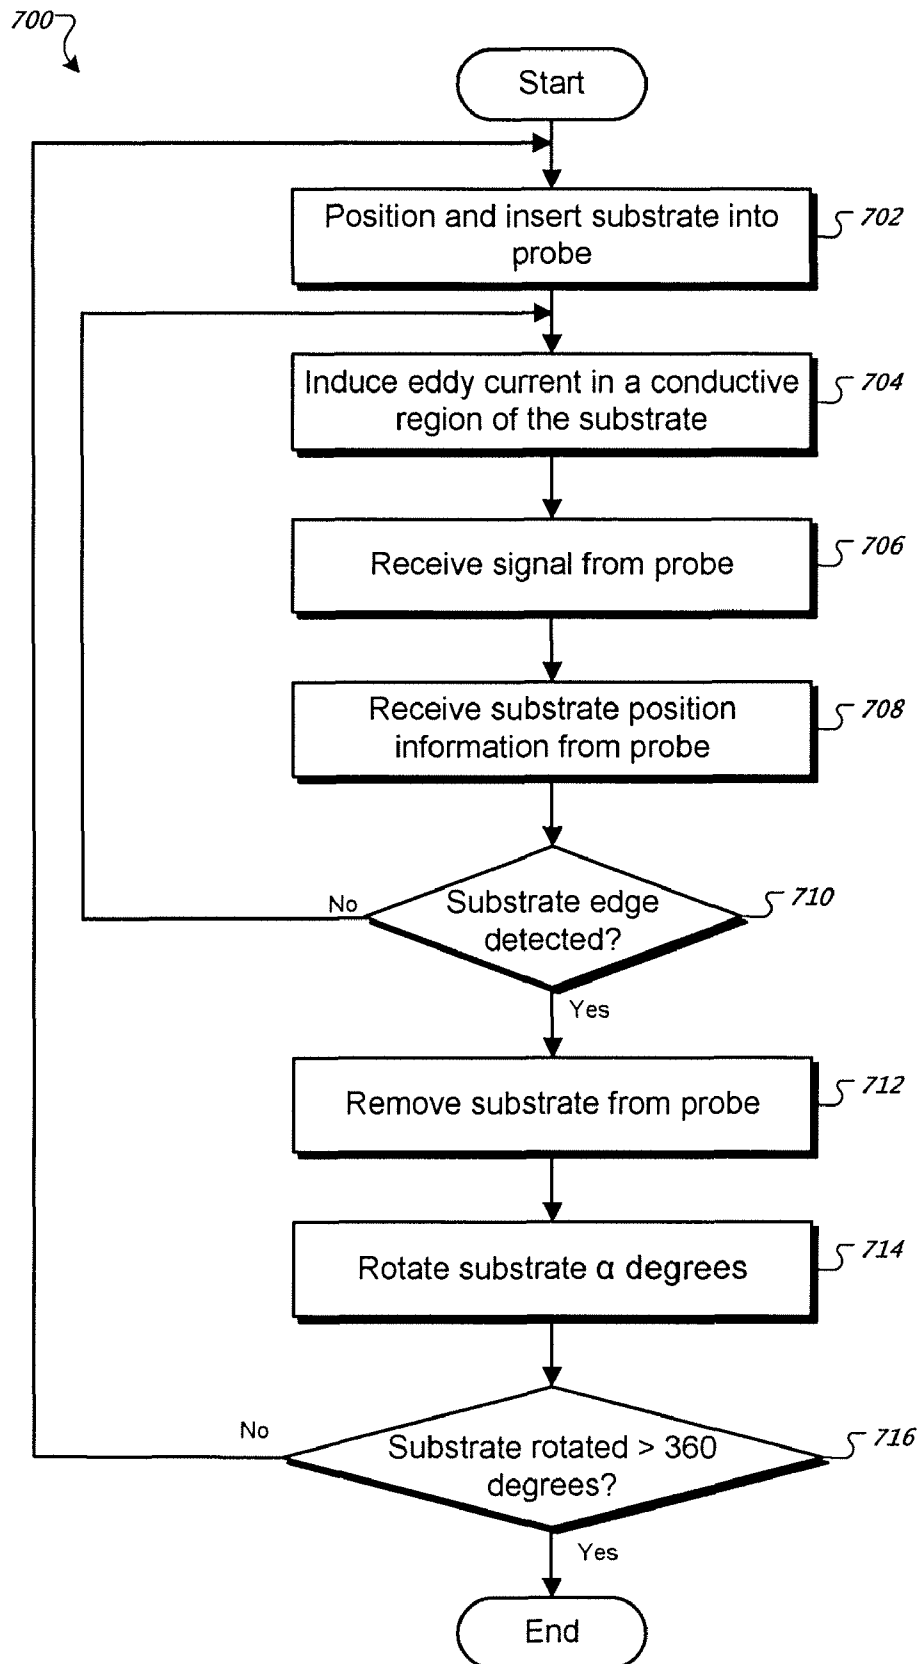 700
Start
Position and insert substrate into
probe
702
Induce eddy current in a conductive
region of the substrate
704
Receive signal from probe
706
Receive substrate position
information from probe
708
Substrate edge
detected?
710
No
Yes
Remove substrate from probe
712
Rotate substrate α degrees
714
Substrate rotated > 360
degrees?
716
No
Yes
End